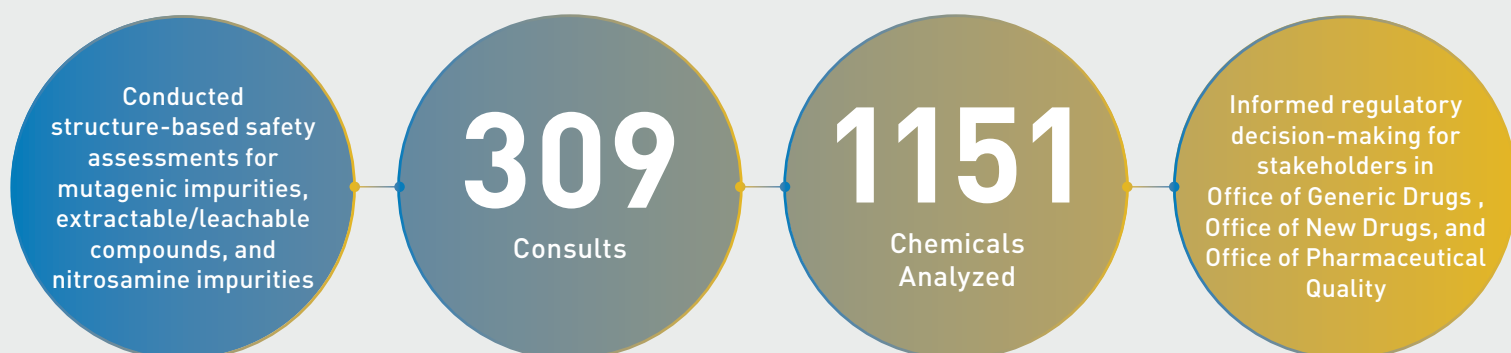 Conducted
structure-based safety
assessments for
mutagenic impurities,
extractable/leachable
compounds, and
nitrosamine impurities
309
Consults
1151
Chemicals
Analyzed
Informed regulatory
decision-making for
stakeholders in
Office of Generic Drugs ,
Office of New Drugs, and
Office of Pharmaceutical
Quality